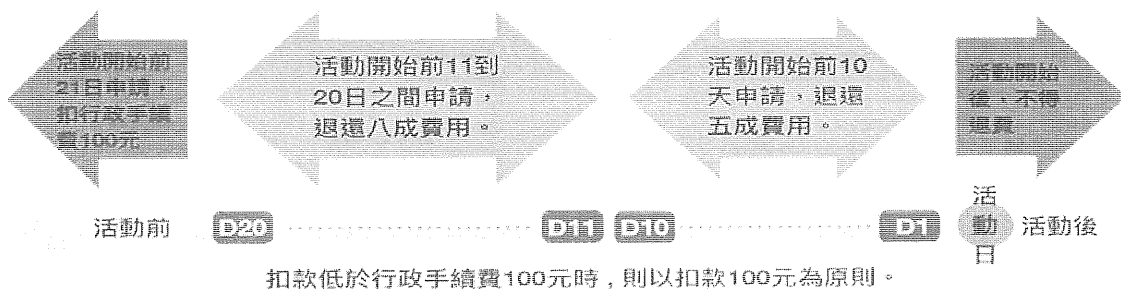 活動開始前
21日申請，
扣行政手續
費100元
活動開始前11到
20日之間申請，
退還八成費用。
活動開始前10
天申請，退還
五成費用。
活動開始
後，不得
退費
活動前
D20
D11
D10
D1
活動日
活動後
扣款低於行政手續費100元時，則以扣款100元為原則。